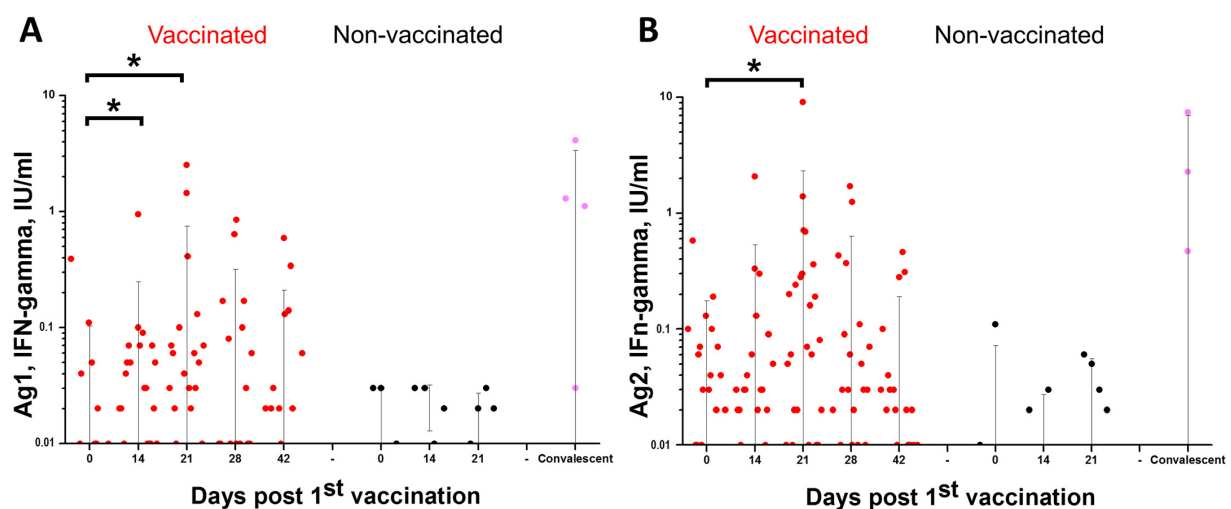 A
Vaccinated Non-vaccinated
* *
Ag1, IFN-gamma, IU/ml
10
1
0.1
0.01
0 14 21 28 42 - 0 14 21 - Convalescent
Days post 1st vaccination
B
Vaccinated Non-vaccinated
*
Ag2, IFn-gamma, IU/ml
10
1
0.1
0.01
0 14 21 28 42 - 0 14 21 - Convalescent
Days post 1st vaccination